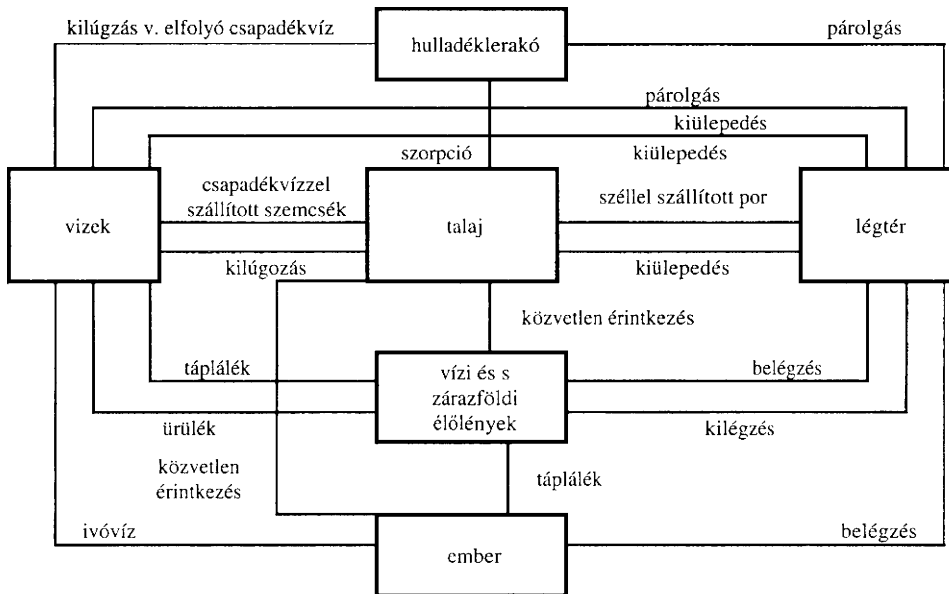 kilúgzás v. elfolyó csapadékvíz
hulladéklerakó
párolgás
párolgás
kiülepedés
szorpció
kiülepedés
csapadékvízzel
szállított szemcsék
széllel szállított por
vizek
talaj
légtér
kilúgozás
kiülepedés
közvetlen érintkezés
táplálék
vízi és s
zárazföldi
élőlények
belégzés
ürülék
kilégzés
közvetlen
érintkezés
táplálék
ivóvíz
ember
belégzés